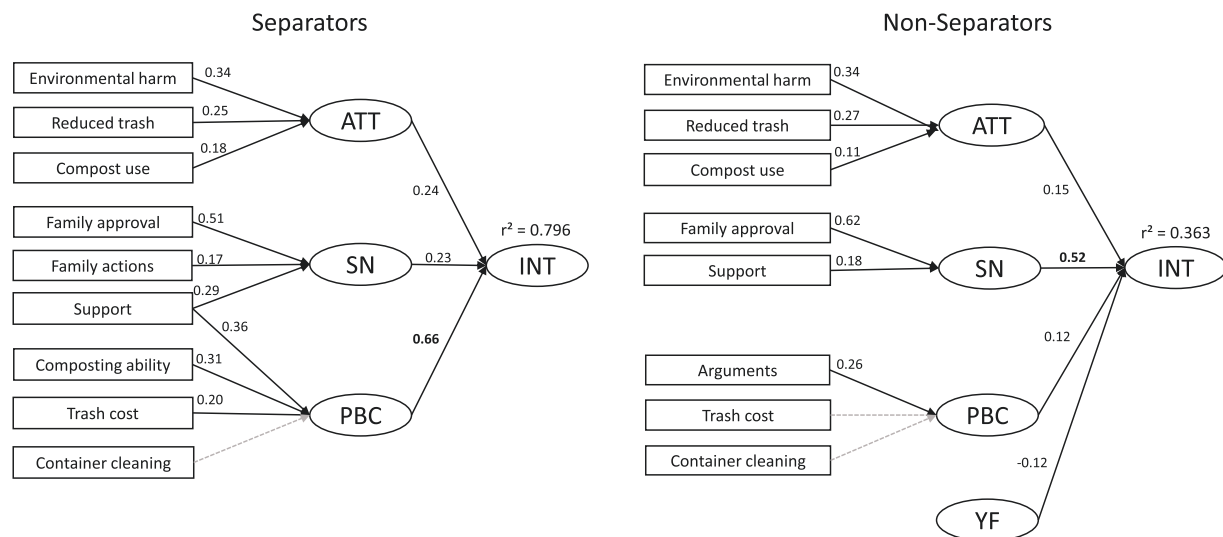 Separators
Environmental harm
0.34
Reduced trash
0.25
Compost use
0.18
ATT
0.24
Family approval
0.51
Family actions
0.17
Support
0.29
0.36
SN
0.23
r² = 0.796
INT
Composting ability
0.31
Trash cost
0.20
Container cleaning
PBC
0.66
Non-Separators
Environmental harm
0.34
Reduced trash
0.27
Compost use
0.11
ATT
0.15
Family approval
0.62
Support
0.18
SN
0.52
r² = 0.363
INT
Arguments
0.26
Trash cost
Container cleaning
PBC
0.12
YF
-0.12